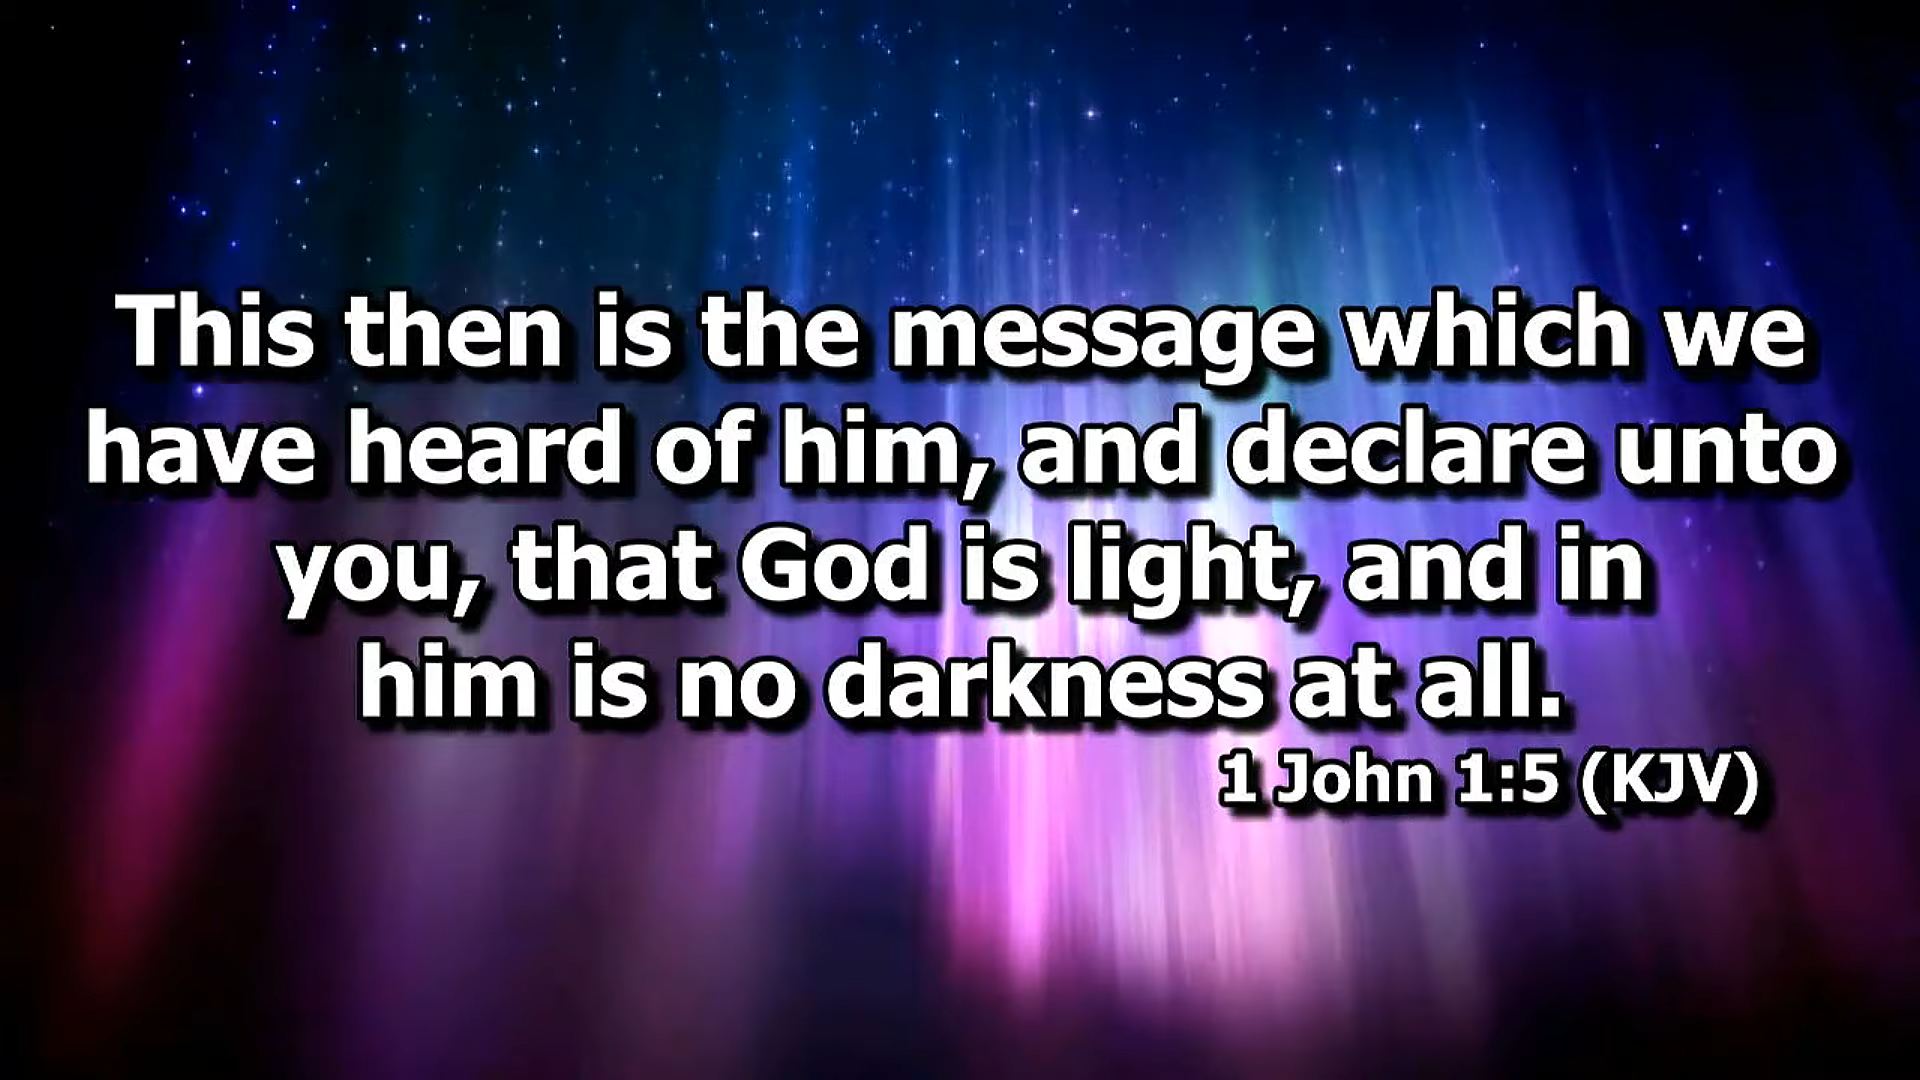 This then is the message which we
have heard of him, and declare unto
you, that God is light, and in
him is no darkness at all.
1 John 1:5 (KJV)